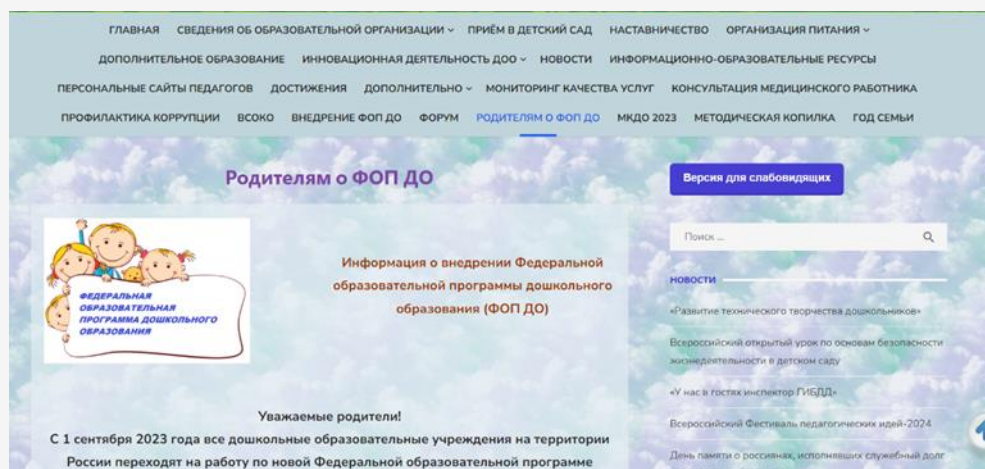 ГЛАВНАЯ СВЕДЕНИЯ ОБ ОБРАЗОВАТЕЛЬНОЙ ОРГАНИЗАЦИИ ПРИЁМ В ДЕТСКИЙ САД НАСТАВНИЧЕСТВО ОРГАНИЗАЦИЯ ПИТАНИЯ
ДОПОЛНИТЕЛЬНОЕ ОБРАЗОВАНИЕ ИННОВАЦИОННАЯ ДЕЯТЕЛЬНОСТЬ ДОО НОВОСТИ ИНФОРМАЦИОННО-ОБРАЗОВАТЕЛЬНЫЕ РЕСУРСЫ
ПЕРСОНАЛЬНЫЕ САЙТЫ ПЕДАГОГОВ ДОСТИЖЕНИЯ ДОПОЛНИТЕЛЬНО МОНИТОРИНГ КАЧЕСТВА УСЛУГ КОНСУЛЬТАЦИЯ МЕДИЦИНСКОГО РАБОТНИКА
ПРОФИЛАКТИКА КОРРУПЦИИ ВСОКО ВНЕДРЕНИЕ ФОП ДО ФОРУМ РОДИТЕЛЯМ О ФОП ДО МКДО 2023 МЕТОДИЧЕСКАЯ КОПИЛКА ГОД СЕМЬИ
Родителям о ФОП ДО
ФЕДЕРАЛЬНАЯ
ОБРАЗОВАТЕЛЬНАЯ
ПРОГРАММА ДОШКОЛЬНОГО
ОБРАЗОВАНИЯ
Информация о внедрении Федеральной
образовательной программы дошкольного
образования (ФОП ДО)
Уважаемые родители!
С 1 сентября 2023 года все дошкольные образовательные учреждения на территории
России переходят на работу по новой Федеральной образовательной программе
Версия для слабовидящих
Поиск ...
НОВОСТИ
«Развитие технического творчества дошкольников»
Всероссийский открытый урок по основам безопасности
жизнедеятельности в детском саду
«У нас в гостях инспектор ГИБДД»
Всероссийский Фестиваль педагогических идей-2024
День памяти о россиянах, исполнявших служебный долг